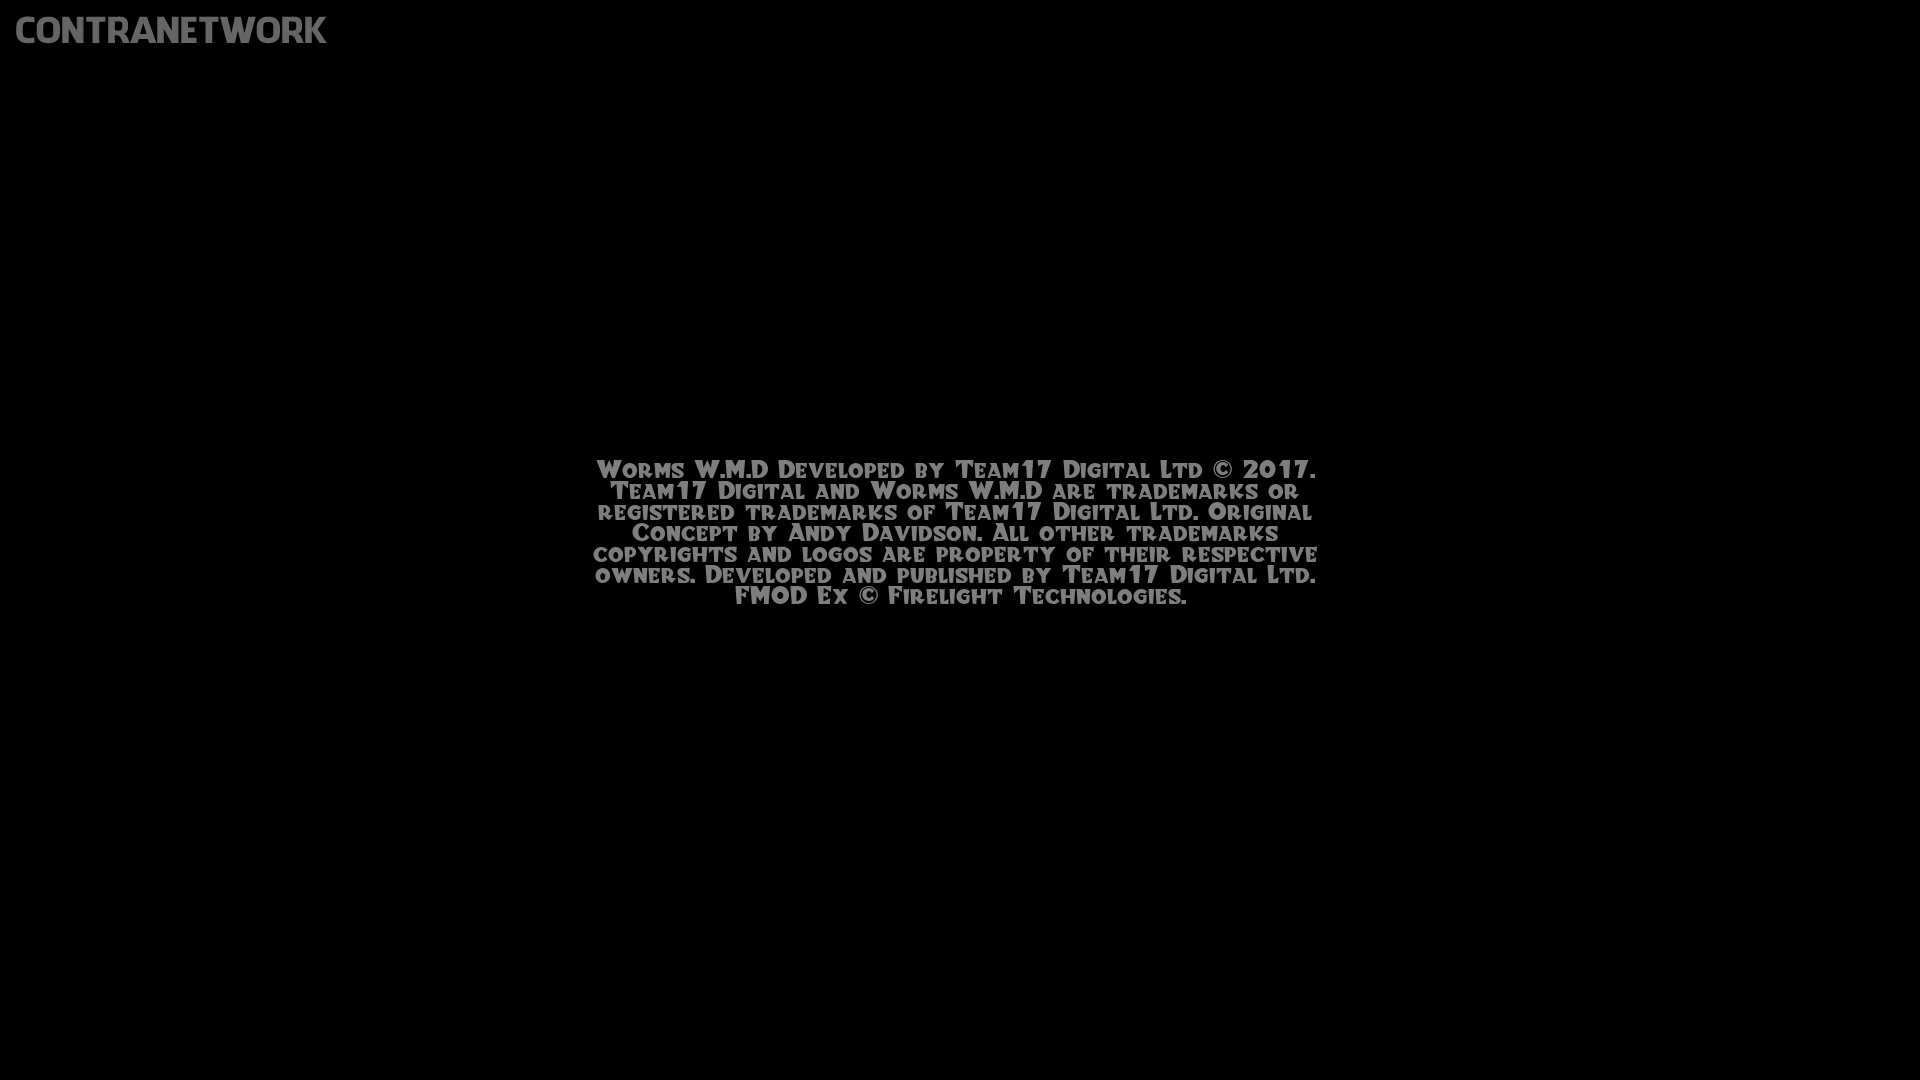 CONTRANETWORK
Worms W.M.D Developed by Team17 Digital Ltd © 2017.
Team17 Digital and Worms W.M.D are trademarks or
registered trademarks of Team17 Digital Ltd. Original
Concept by Andy Davidson. All other trademarks
copyrights and logos are property of their respective
owners. Developed and published by Team17 Digital Ltd.
FMOD Ex © Firelight Technologies.